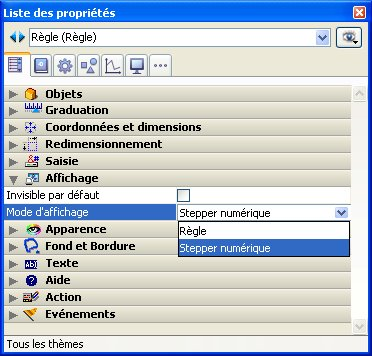 Liste des propriétés
Règle (Règle)
Objets
Graduation
Coordonnées et dimensions
Redimensionnement
Saisie
Affichage
Invisible par défaut
Mode d'affichage Stepper numérique
Règle
Stepper numérique
Apparence
Fond et Bordure
Texte
Aide
Action
Evénements
Tous les thèmes